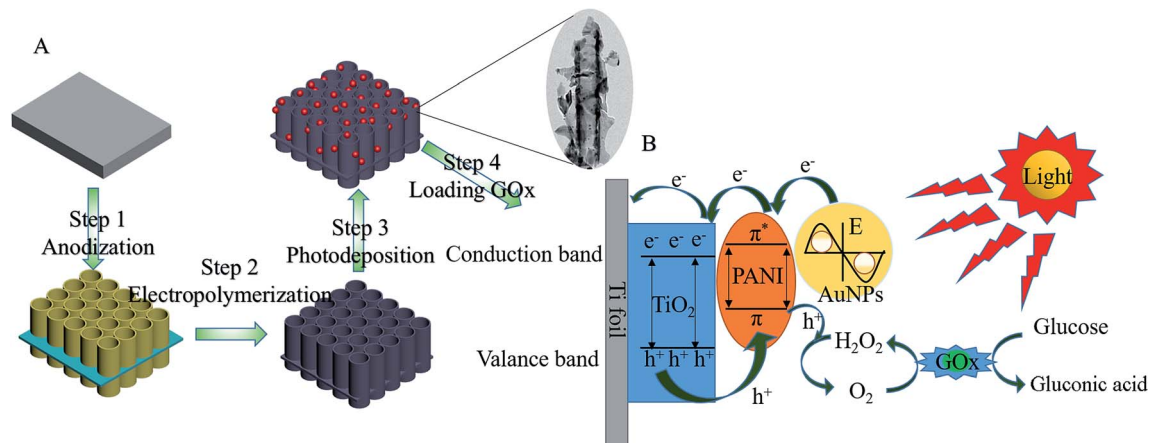 A
Step 1
Anodization
Step 2
Electropolymerization
Step 3
Photodeposition
Step 4
Loading GOx
B
Conduction band
Valance band
Ti foil
e⁻
e⁻
e⁻
e⁻ e⁻ e⁻
TiO₂
h⁺ h⁺ h⁺
π*
PANI
π
E
AuNPs
h⁺
h⁺
H₂O₂
O₂
GOx
Glucose
Gluconic acid
Light